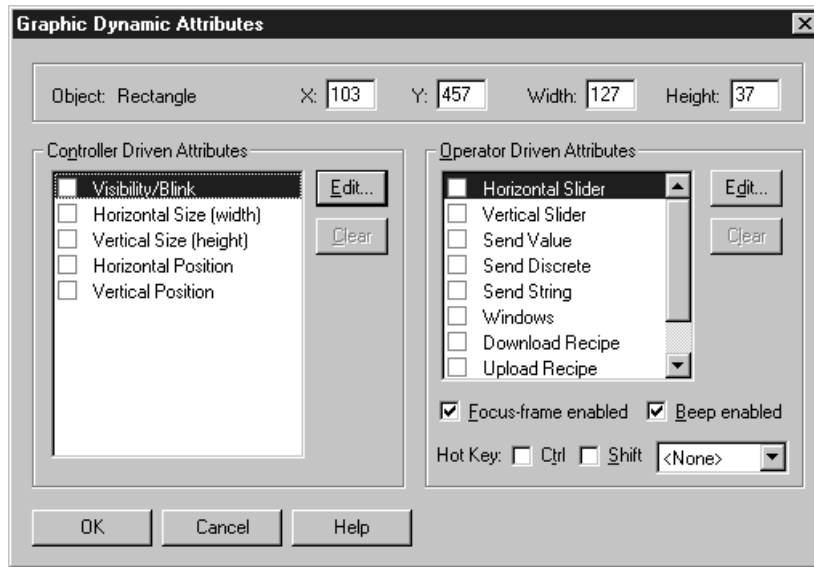 Graphic Dynamic Attributes
Object: Rectangle X: 103 Y: 457 Width: 127 Height: 37
Controller Driven Attributes
Visibility/Blink
Horizontal Size (width)
Vertical Size (height)
Horizontal Position
Vertical Position
Edit...
Clear
Operator Driven Attributes
Horizontal Slider
Vertical Slider
Send Value
Send Discrete
Send String
Windows
Download Recipe
Upload Recipe
Edit...
Clear
Focus-frame enabled Beep enabled
Hot Key: Ctrl Shift <None>
OK Cancel Help